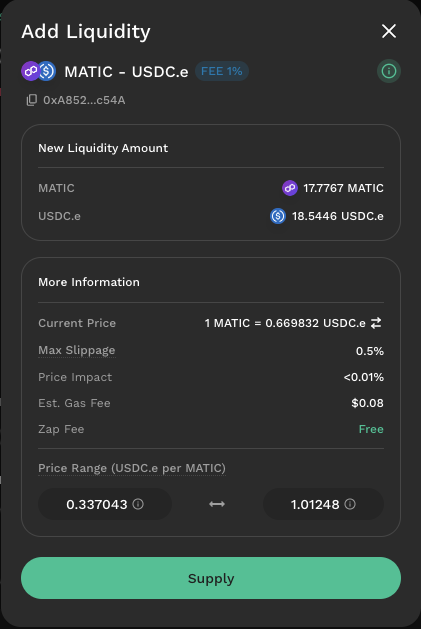 Add Liquidity
MATIC - USDC.e FEE 1%
0xA852...c54A
New Liquidity Amount
MATIC 17.7767 MATIC
USDC.e 18.5446 USDC.e
More Information
Current Price 1 MATIC = 0.669832 USDC.e
Max Slippage 0.5%
Price Impact <0.01%
Est. Gas Fee $0.08
Zap Fee Free
Price Range (USDC.e per MATIC)
0.337043 1.01248
Supply